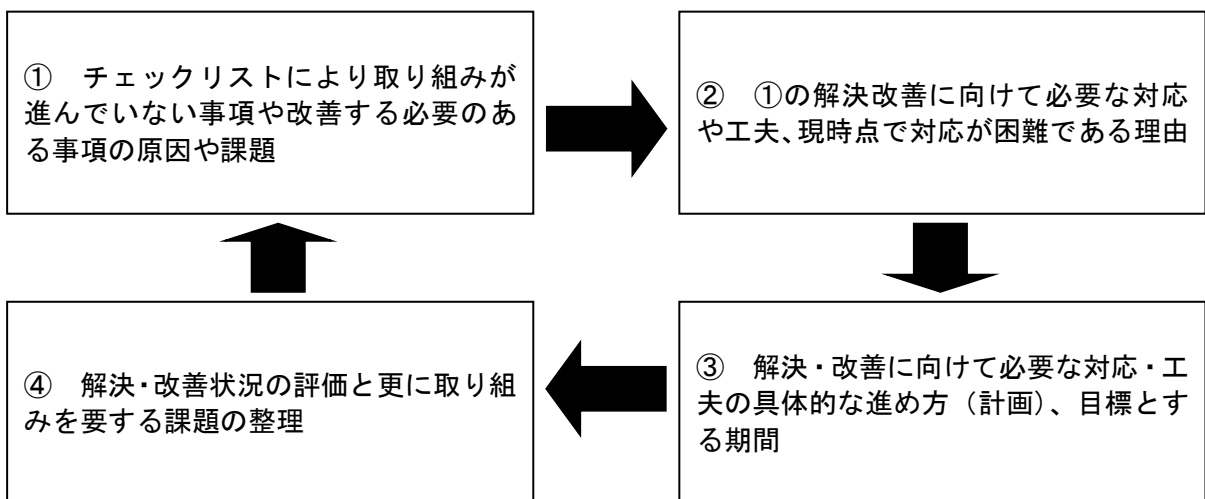 ① チェックリストにより取り組みが
進んでいない事項や改善する必要のあ
る事項の原因や課題
② ①の解決改善に向けて必要な対応
や工夫、現時点で対応が困難である理由
③ 解決・改善に向けて必要な対応・工
夫の具体的な進め方（計画）、目標とす
る期間
④ 解決・改善状況の評価と更に取り組
みを要する課題の整理